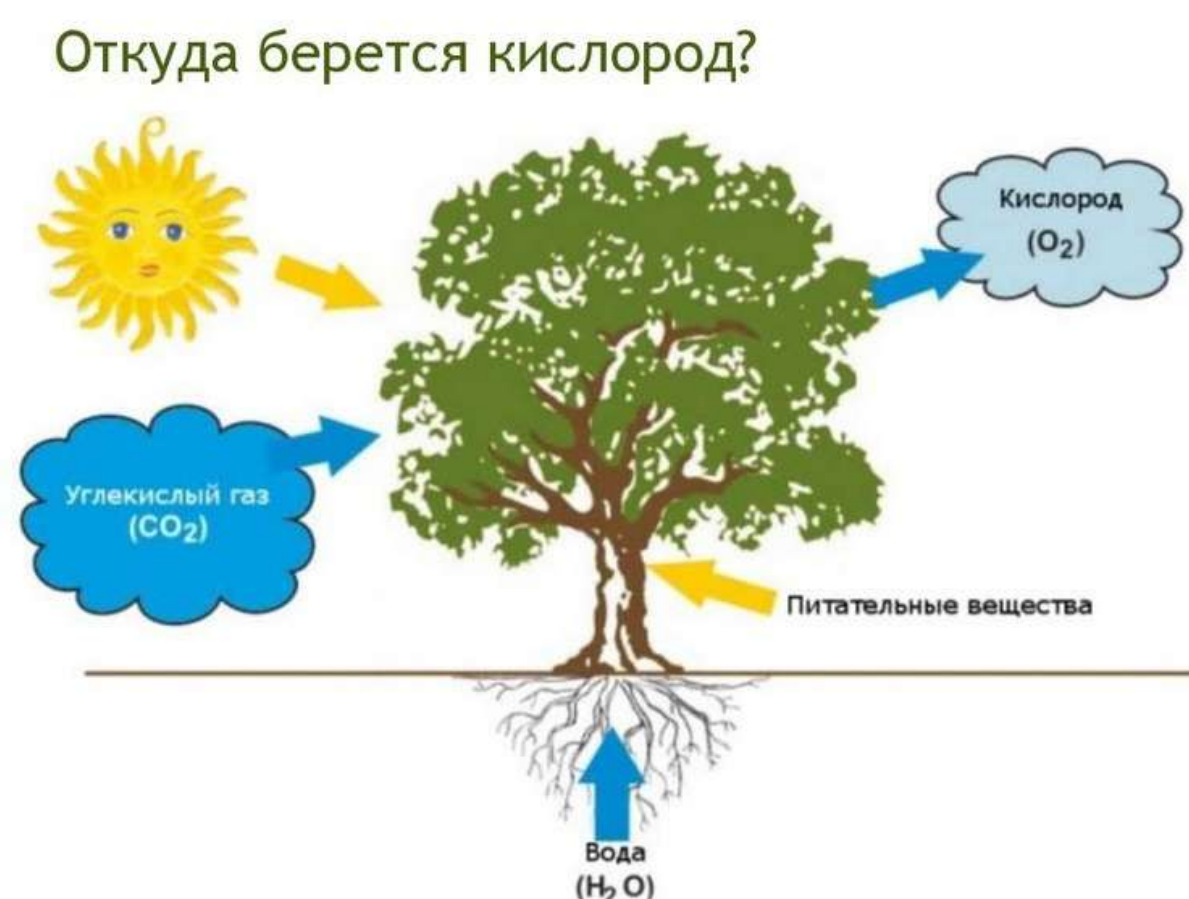 Откуда берется кислород?
Кислород
(O₂)
Углекислый газ
(CO₂)
Питательные вещества
Вода
(H₂ O)